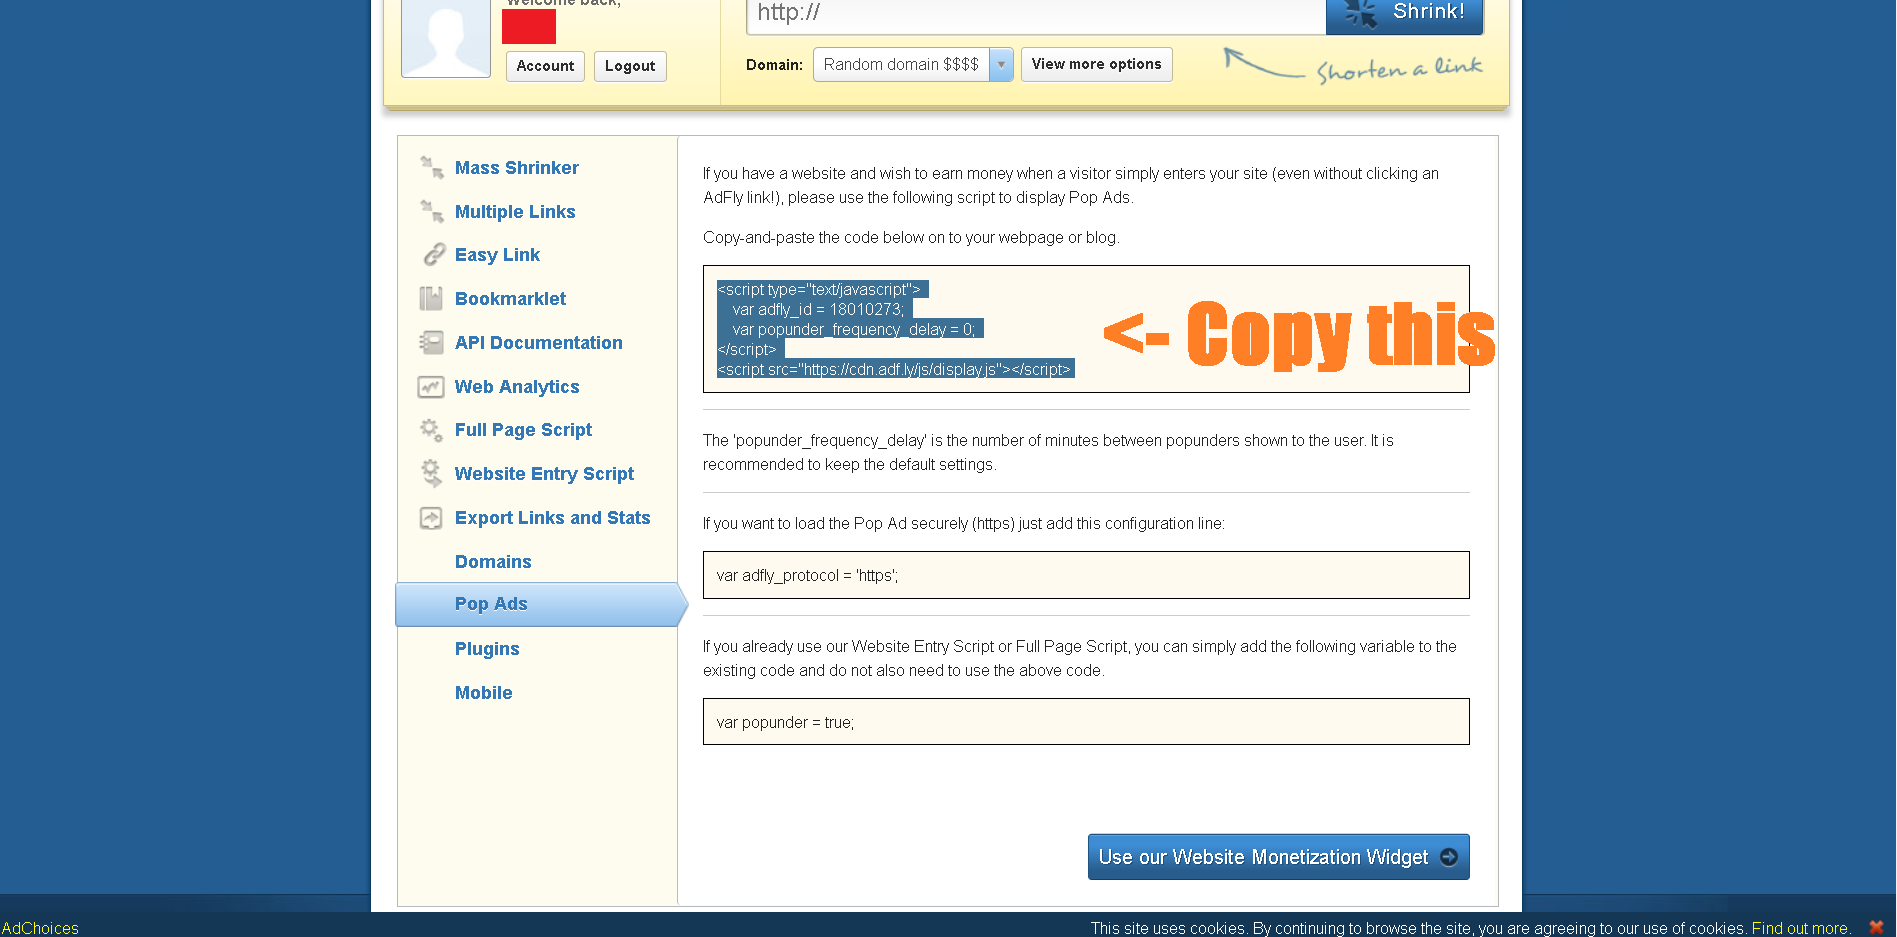 Welcome back,
http://
Shrink!
Account
Logout
Domain:
Random domain $$$$
View more options
Shorten a link
Mass Shrinker
Multiple Links
Easy Link
Bookmarklet
API Documentation
Web Analytics
Full Page Script
Website Entry Script
Export Links and Stats
Domains
Pop Ads
Plugins
Mobile
If you have a website and wish to earn money when a visitor simply enters your site (even without clicking an
AdFly link!), please use the following script to display Pop Ads.
Copy-and-paste the code below on to your webpage or blog.
<script type="text/javascript">
var adfly_id = 18010273;
var popunder_frequency_delay = 0;
</script>
<script src="https://cdn.adf.ly/js/display.js"></script>
<- Copy this
The 'popunder_frequency_delay' is the number of minutes between popunders shown to the user. It is
recommended to keep the default settings.
If you want to load the Pop Ad securely (https) just add this configuration line:
var adfly_protocol = 'https';
If you already use our Website Entry Script or Full Page Script, you can simply add the following variable to the
existing code and do not also need to use the above code.
var popunder = true;
Use our Website Monetization Widget
AdChoices
This site uses cookies. By continuing to browse the site, you are agreeing to our use of cookies. Find out more.